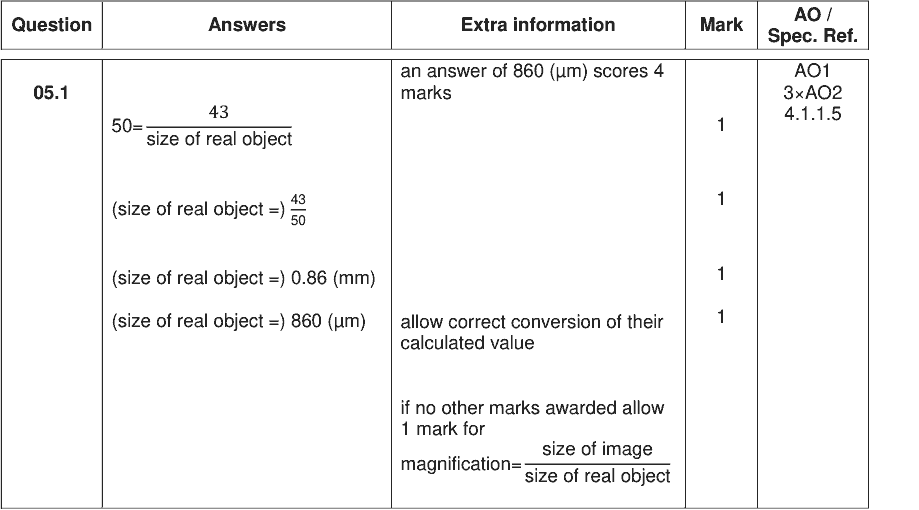 Question Answers Extra information Mark AO / Spec. Ref.
05.1
50= 43 / size of real object
(size of real object =) 43/50
(size of real object =) 0.86 (mm)
(size of real object =) 860 (µm)
an answer of 860 (µm) scores 4
marks
allow correct conversion of their
calculated value
if no other marks awarded allow
1 mark for
magnification= size of image / size of real object
1
1
1
1
AO1
3×AO2
4.1.1.5